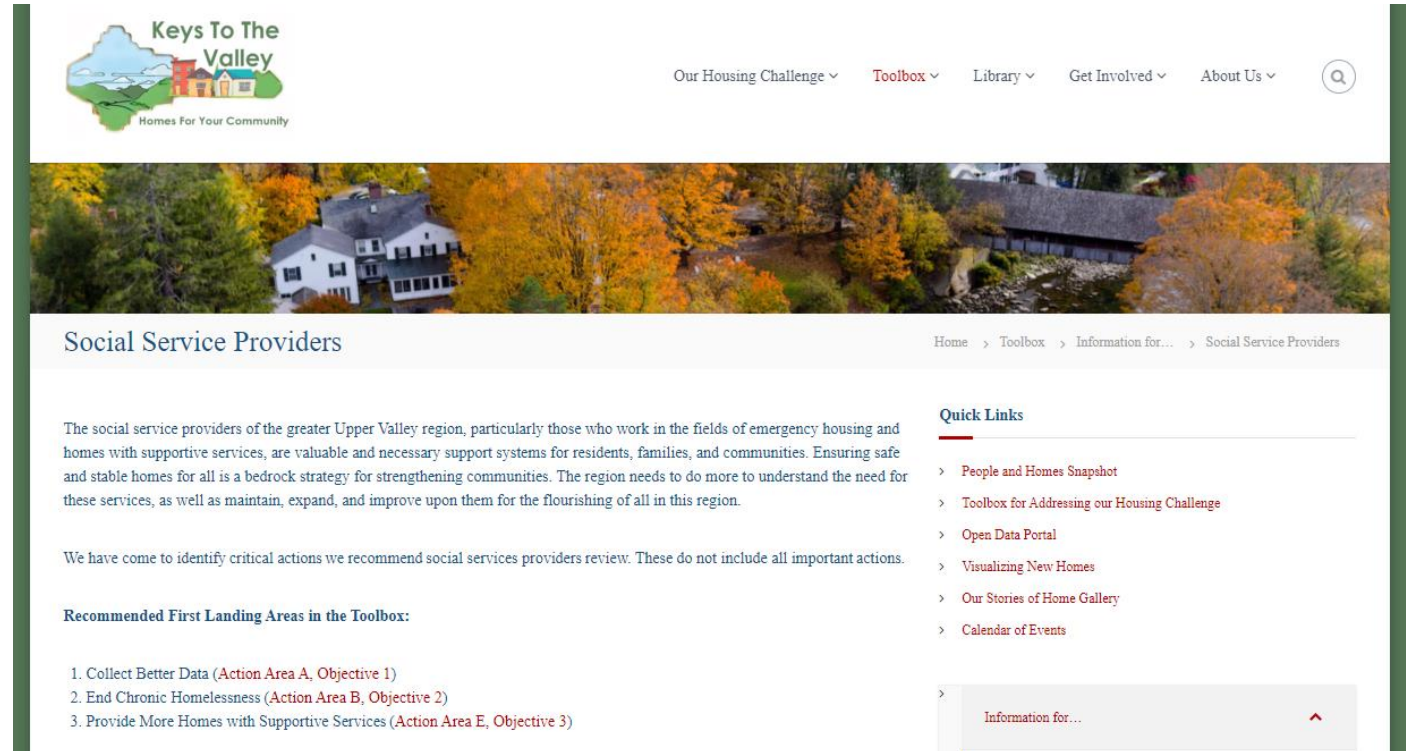 Keys To The
Valley
Homes For Your Community
Our Housing Challenge
Toolbox
Library
Get Involved
About Us
Social Service Providers
Home > Toolbox > Information for... > Social Service Providers
The social service providers of the greater Upper Valley region, particularly those who work in the fields of emergency housing and
homes with supportive services, are valuable and necessary support systems for residents, families, and communities. Ensuring safe
and stable homes for all is a bedrock strategy for strengthening communities. The region needs to do more to understand the need for
these services, as well as maintain, expand, and improve upon them for the flourishing of all in this region.
We have come to identify critical actions we recommend social services providers review. These do not include all important actions.
Recommended First Landing Areas in the Toolbox:
1. Collect Better Data (Action Area A, Objective 1)
2. End Chronic Homelessness (Action Area B, Objective 2)
3. Provide More Homes with Supportive Services (Action Area E, Objective 3)
Quick Links
> People and Homes Snapshot
> Toolbox for Addressing our Housing Challenge
> Open Data Portal
> Visualizing New Homes
> Our Stories of Home Gallery
> Calendar of Events
> Information for...